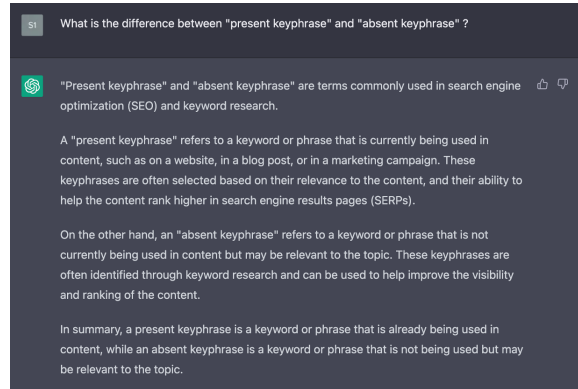 S1
What is the difference between "present keyphrase" and "absent keyphrase" ?
"Present keyphrase" and "absent keyphrase" are terms commonly used in search engine
optimization (SEO) and keyword research.
A "present keyphrase" refers to a keyword or phrase that is currently being used in
content, such as on a website, in a blog post, or in a marketing campaign. These
keyphrases are often selected based on their relevance to the content, and their ability to
help the content rank higher in search engine results pages (SERPs).
On the other hand, an "absent keyphrase" refers to a keyword or phrase that is not
currently being used in content but may be relevant to the topic. These keyphrases are
often identified through keyword research and can be used to help improve the visibility
and ranking of the content.
In summary, a present keyphrase is a keyword or phrase that is already being used in
content, while an absent keyphrase is a keyword or phrase that is not being used but may
be relevant to the topic.